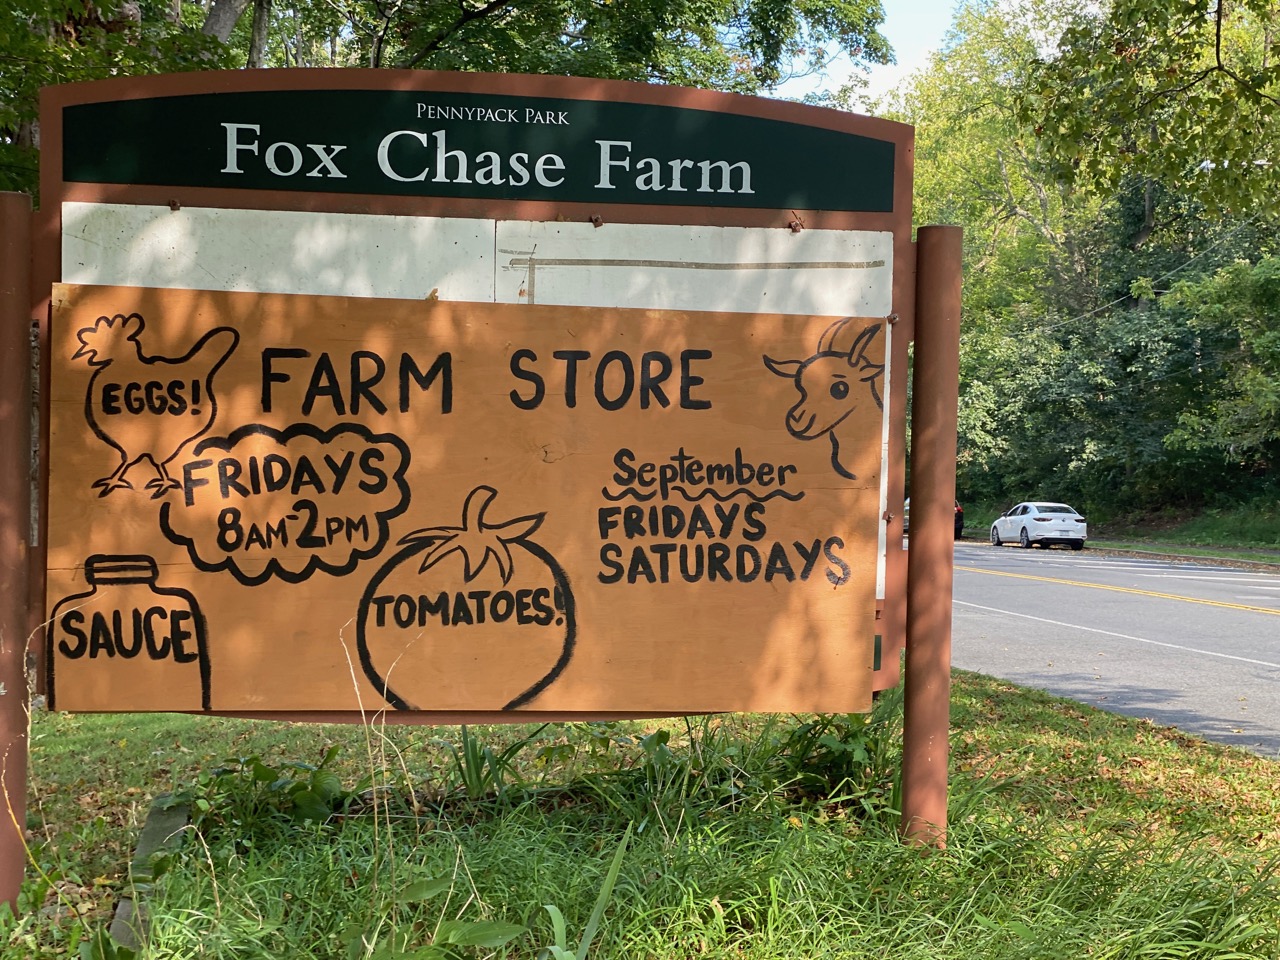 PENNYPACK PARK
Fox Chase Farm
EGGS!
FARM STORE
FRIDAYS
8AM-2PM
September
FRIDAYS
SATURDAYS
SAUCE
TOMATOES!